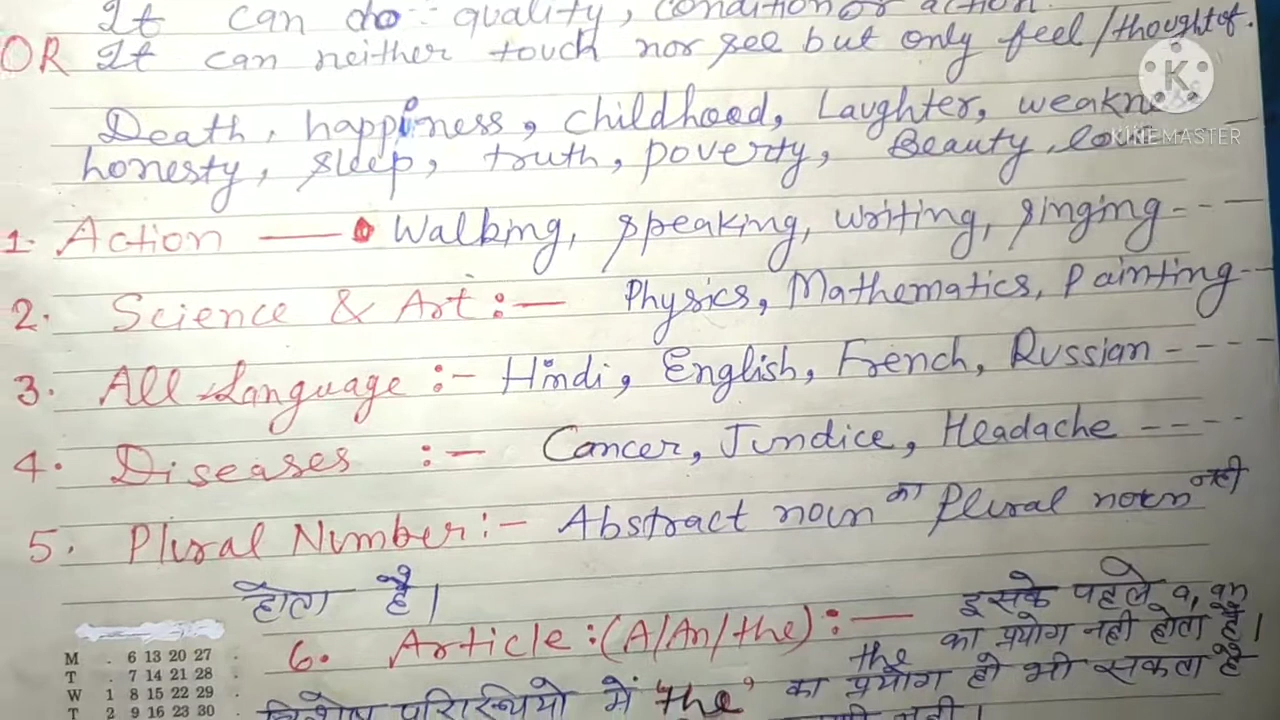 It can do quality, condition or action.
OR It can neither touch nor see but only feel/thought of.
Death, happiness, childhood, Laughter, weakness
honesty, sleep, truth, poverty, Beauty, love
1. Action — Walking, speaking, writing, singing - - -
2. Science & Art :— Physics, Mathematics, Painting - -
3. All Language :- Hindi, English, French, Russian - - - -
4. Diseases :— Cancer, Jundice, Headache - - - -
5. Plural Number :- Abstract noun का Plural noun नही
होता है।
6. Article :(A/An/the) :— इसके पहले a, an
the का प्रयोग नही होता है।
विशेष परिस्थियो में 'the' का प्रयोग हो भी सकता है
K
KINEMASTER
M . 6 13 20 27 .
T . 7 14 21 28 .
W 1 8 15 22 29 .
T 2 9 16 23 30 .